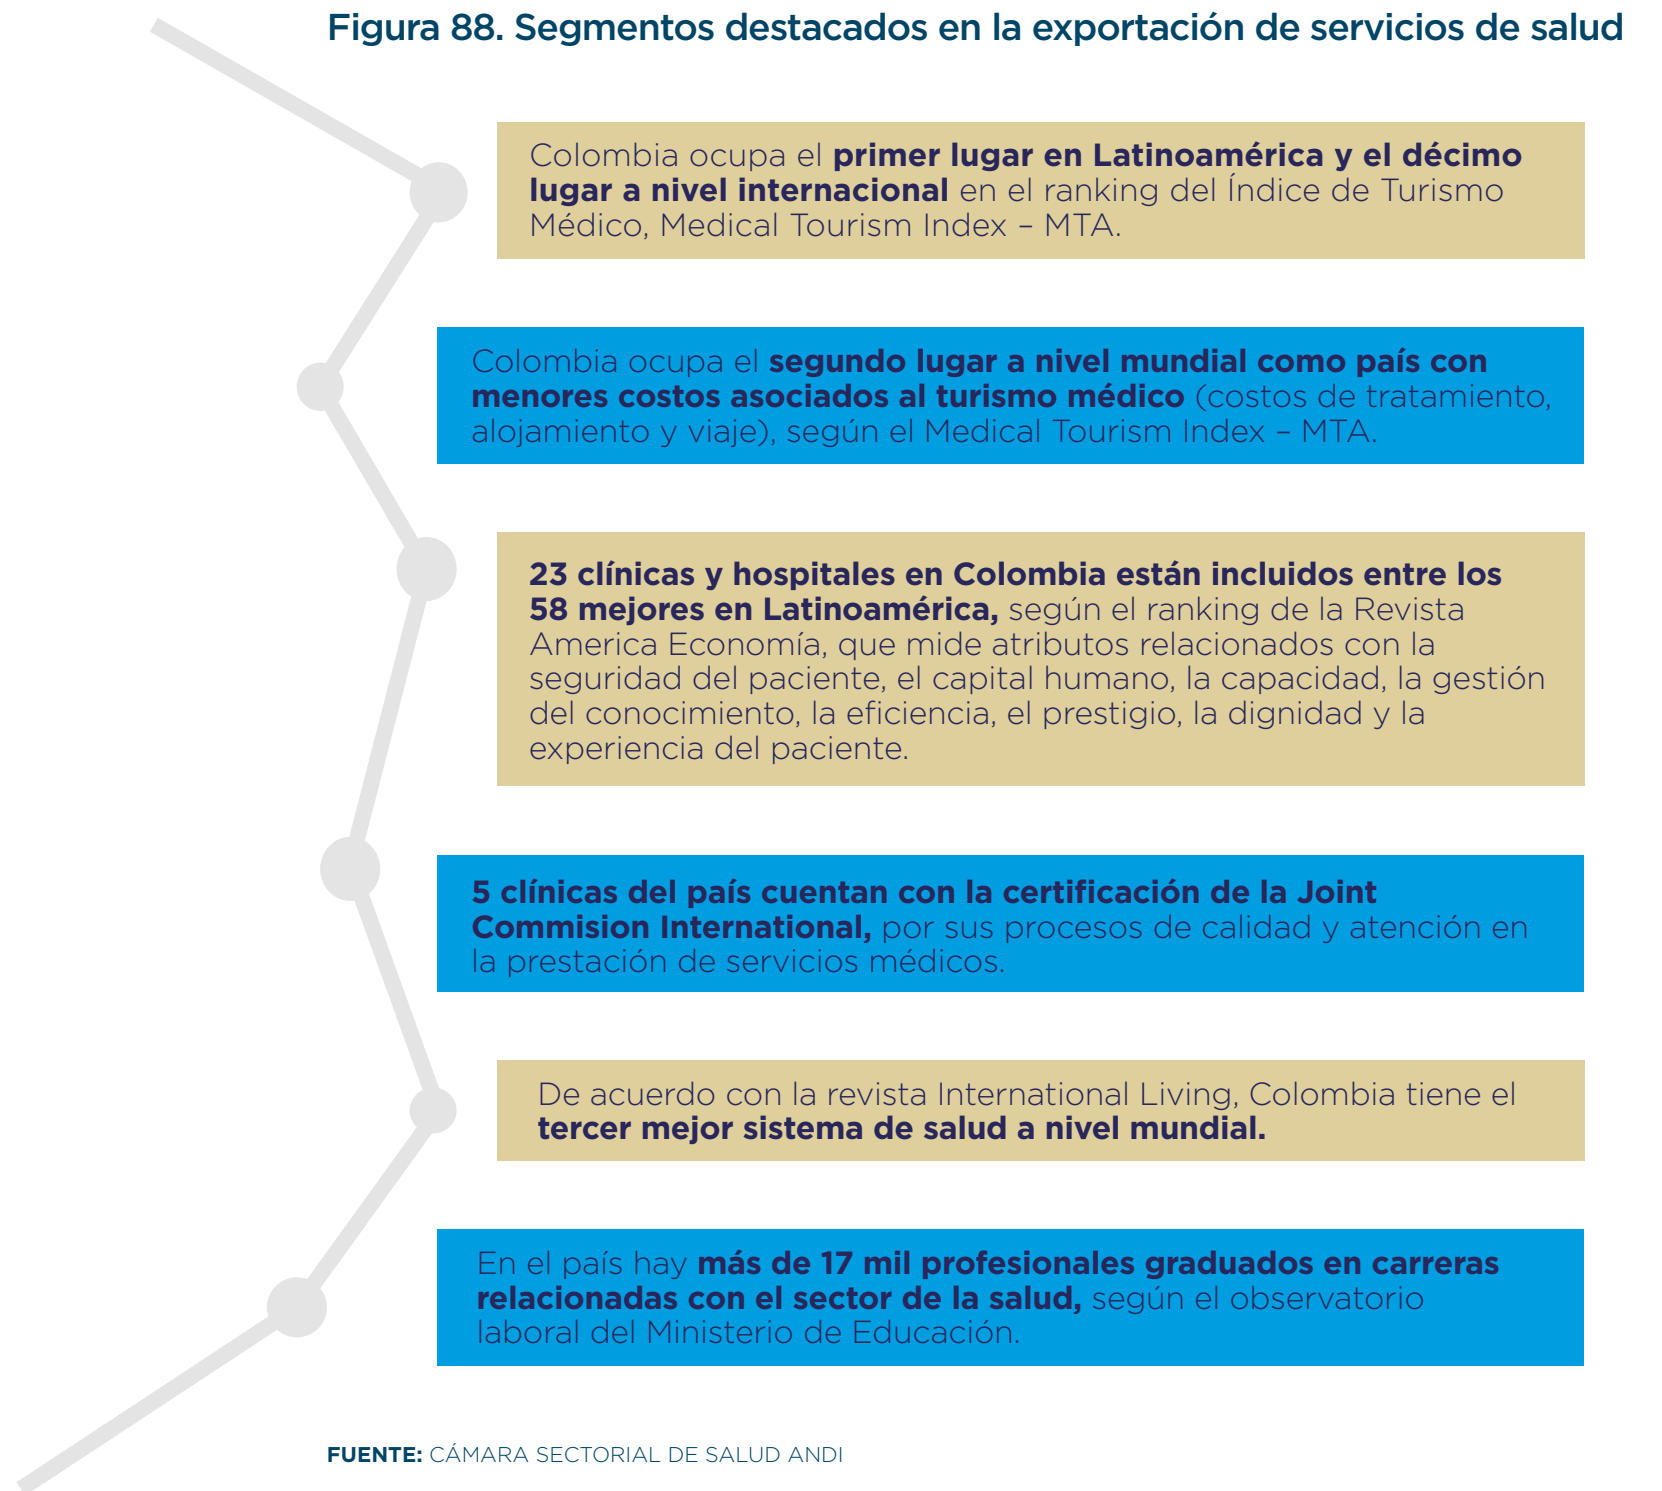 Figura 88. Segmentos destacados en la exportación de servicios de salud
Colombia ocupa el primer lugar en Latinoamérica y el décimo
lugar a nivel internacional en el ranking del Índice de Turismo
Médico, Medical Tourism Index – MTA.
Colombia ocupa el segundo lugar a nivel mundial como país con
menores costos asociados al turismo médico (costos de tratamiento,
alojamiento y viaje), según el Medical Tourism Index – MTA.
23 clínicas y hospitales en Colombia están incluidos entre los
58 mejores en Latinoamérica, según el ranking de la Revista
America Economía, que mide atributos relacionados con la
seguridad del paciente, el capital humano, la capacidad, la gestión
del conocimiento, la eficiencia, el prestigio, la dignidad y la
experiencia del paciente.
5 clínicas del país cuentan con la certificación de la Joint
Commision International, por sus procesos de calidad y atención en
la prestación de servicios médicos.
De acuerdo con la revista International Living, Colombia tiene el
tercer mejor sistema de salud a nivel mundial.
En el país hay más de 17 mil profesionales graduados en carreras
relacionadas con el sector de la salud, según el observatorio
laboral del Ministerio de Educación.
FUENTE: CÁMARA SECTORIAL DE SALUD ANDI